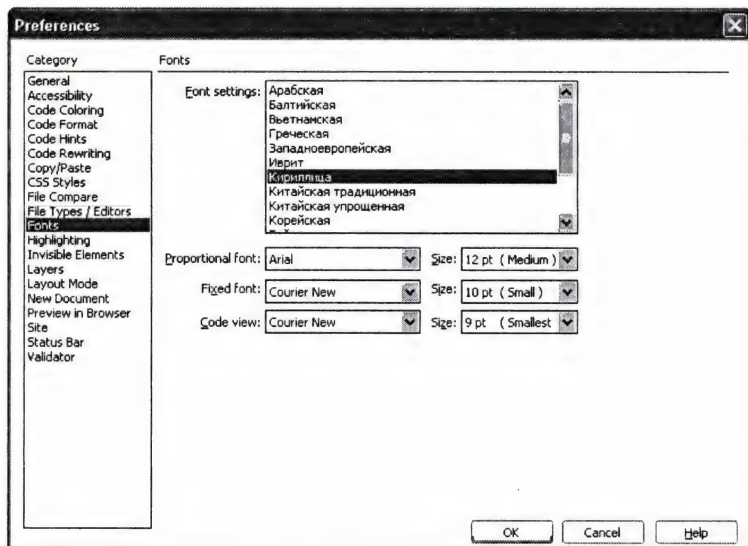 Preferences
Category
General
Accessibility
Code Coloring
Code Format
Code Hints
Code Rewriting
Copy/Paste
CSS Styles
File Compare
File Types / Editors
Fonts
Highlighting
Invisible Elements
Layers
Layout Mode
New Document
Preview in Browser
Site
Status Bar
Validator
Fonts
Font settings:
Арабская
Балтийская
Вьетнамская
Греческая
Западноевропейская
Иврит
Кириллица
Китайская традиционная
Китайская упрощенная
Корейская
Proportional font: Arial Size: 12 pt ( Medium )
Fixed font: Courier New Size: 10 pt ( Small )
Code view: Courier New Size: 9 pt ( Smallest
OK Cancel Help